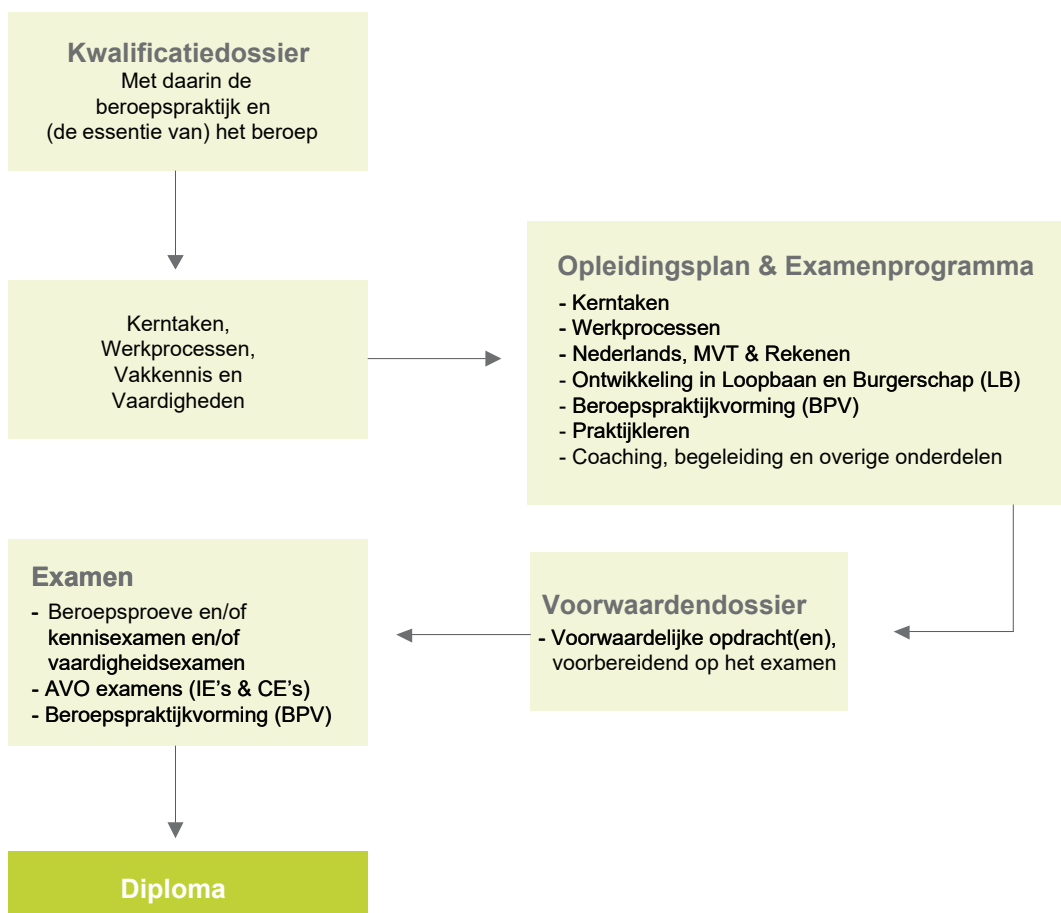 Kwalificatiedossier
Met daarin de
beroepspraktijk en
(de essentie van) het beroep
Kerntaken,
Werkprocessen,
Vakkennis en
Vaardigheden
Opleidingsplan & Examenprogramma
- Kerntaken
- Werkprocessen
- Nederlands, MVT & Rekenen
- Ontwikkeling in Loopbaan en Burgerschap (LB)
- Beroepspraktijkvorming (BPV)
- Praktijkleren
- Coaching, begeleiding en overige onderdelen
Voorwaardendossier
- Voorwaardelijke opdracht(en),
voorbereidend op het examen
Examen
- Beroepsproeve en/of
kennisexamen en/of
vaardigheidsexamen
- AVO examens (IE’s & CE’s)
- Beroepspraktijkvorming (BPV)
Diploma